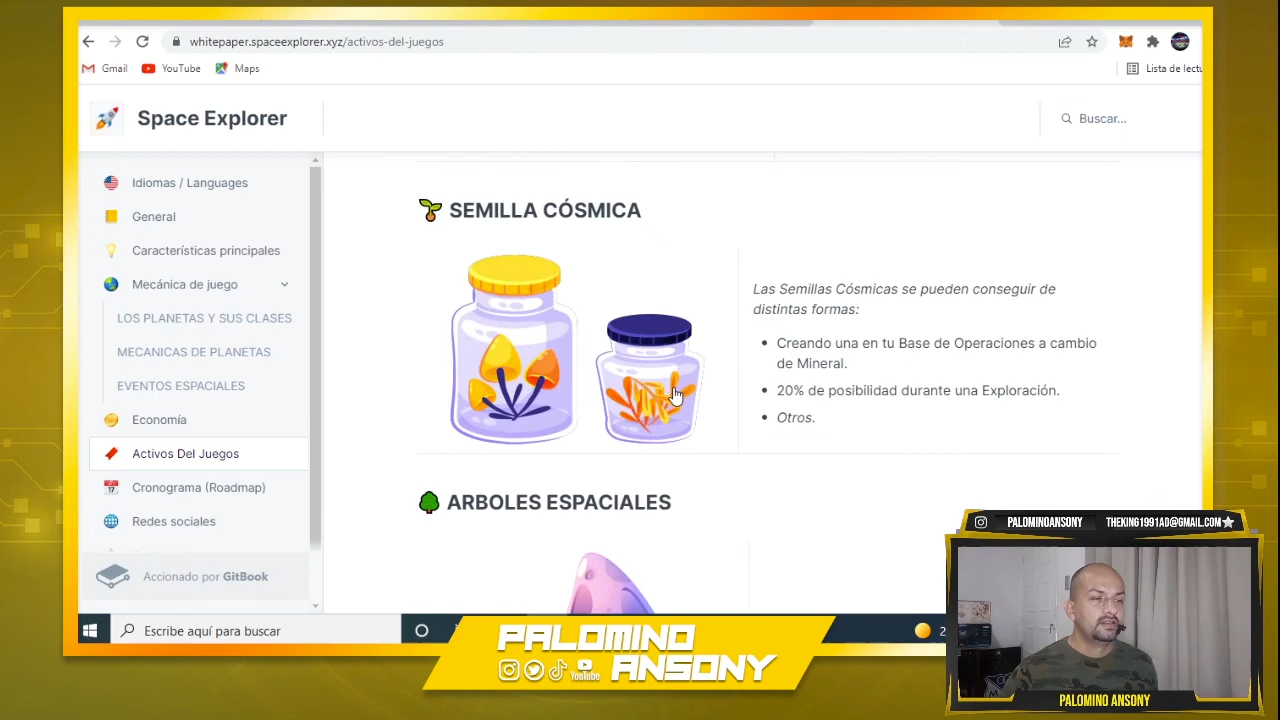 whitepaper.spaceexplorer.xyz/activos-del-juegos
Gmail
YouTube
Maps
Lista de lectu
Space Explorer
Buscar...
Idiomas / Languages
General
Características principales
Mecánica de juego
LOS PLANETAS Y SUS CLASES
MECANICAS DE PLANETAS
EVENTOS ESPACIALES
Economía
Activos Del Juegos
Cronograma (Roadmap)
Redes sociales
Accionado por GitBook
SEMILLA CÓSMICA
Las Semillas Cósmicas se pueden conseguir de
distintas formas:
Creando una en tu Base de Operaciones a cambio
de Mineral.
20% de posibilidad durante una Exploración.
Otros.
ARBOLES ESPACIALES
Escribe aquí para buscar
2
PALOMINO
ANSONY
YouTube
PALOMINOANSONY
THEKING1991AD@GMAIL.COM
PALOMINO ANSONY